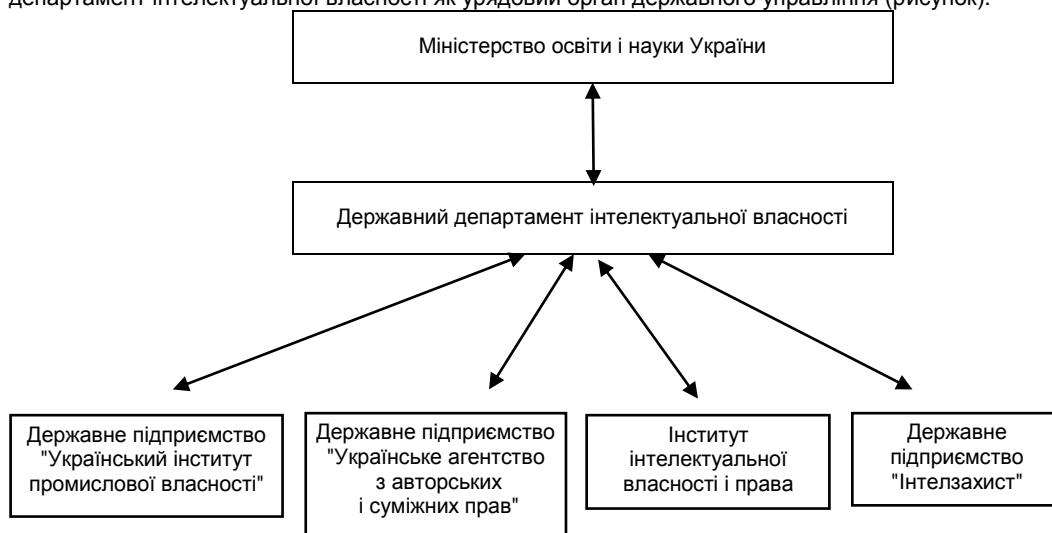 департамент інтелектуальної власності як урядовий орган державного управління (рисунок).
Міністерство освіти і науки України
Державний департамент інтелектуальної власності
Державне підприємство
"Український інститут
промислової власності"
Державне підприємство
"Українське агентство
з авторських
і суміжних прав"
Інститут
інтелектуальної
власності і права
Державне
підприємство
"Інтелзахист"